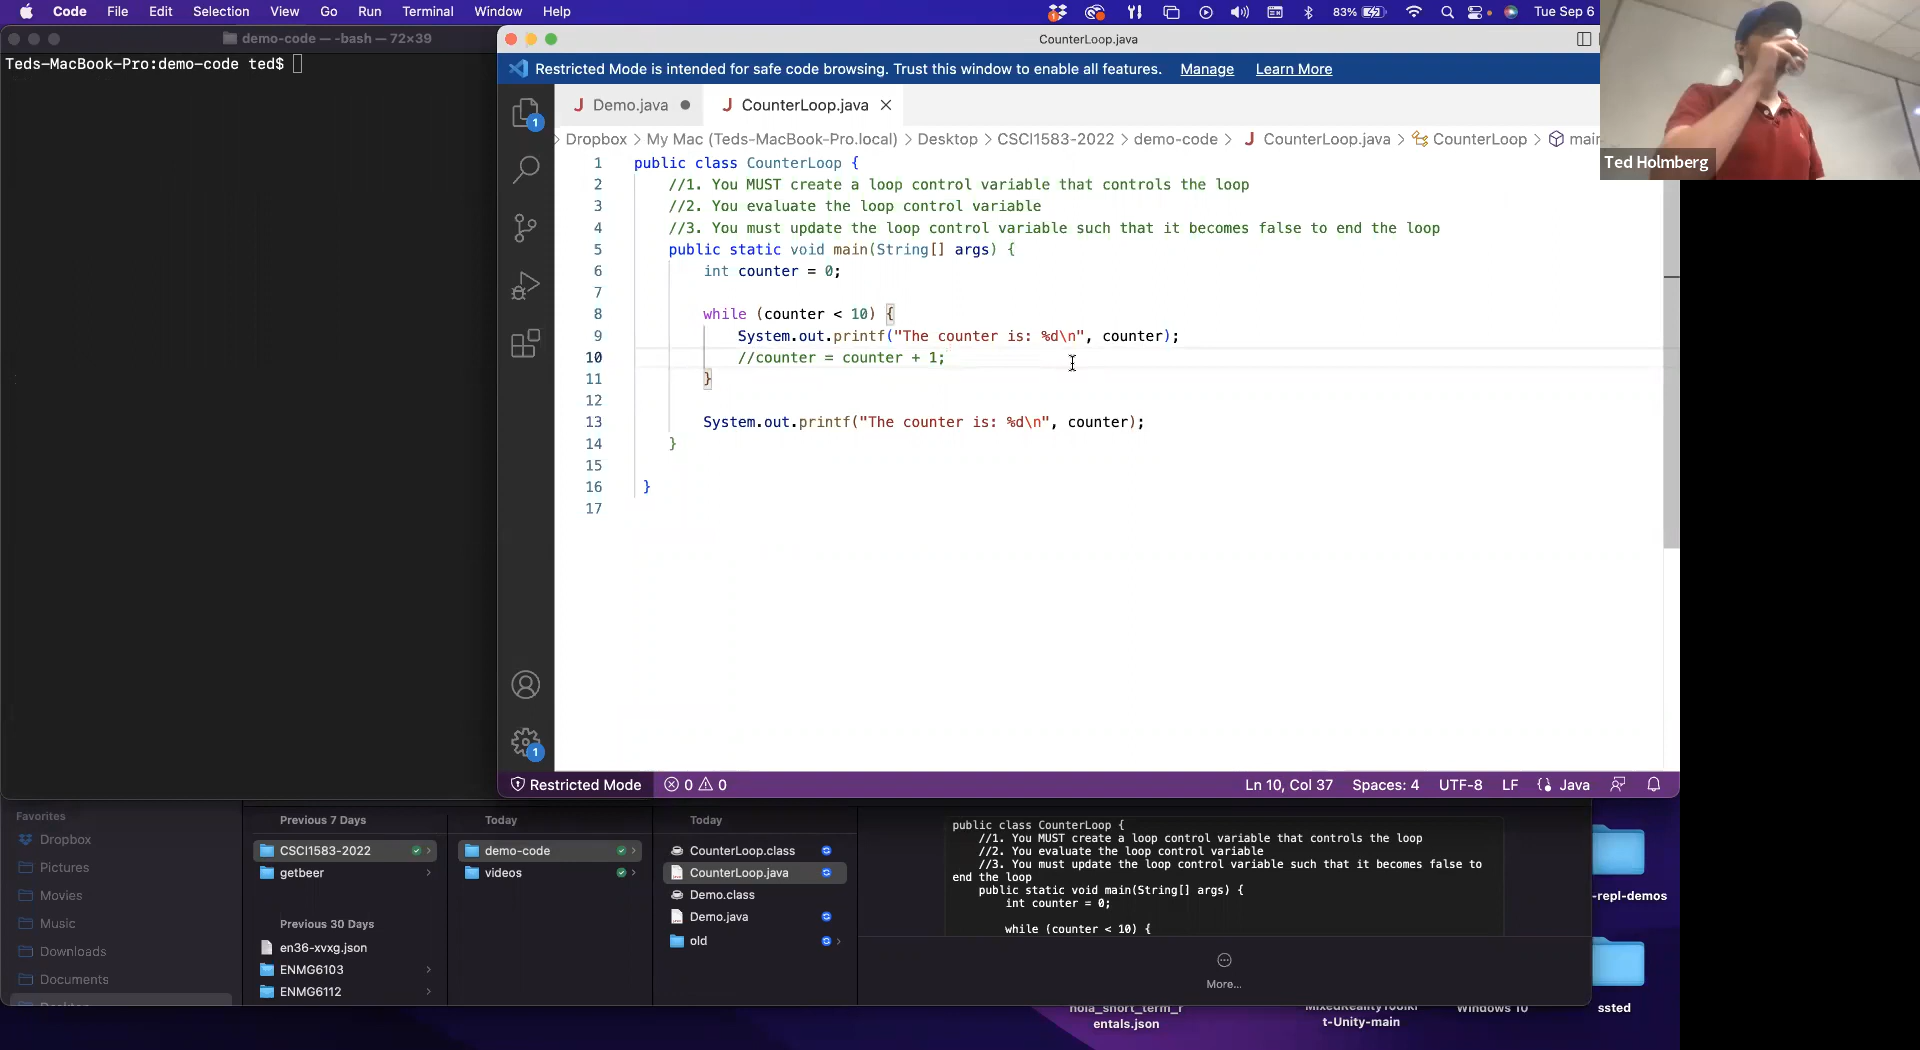 Code File Edit Selection View Go Run Terminal Window Help
83% Tue Sep 6
demo-code — -bash — 72×39
Teds-MacBook-Pro:demo-code ted$
CounterLoop.java
Restricted Mode is intended for safe code browsing. Trust this window to enable all features. Manage Learn More
J Demo.java J CounterLoop.java
Dropbox > My Mac (Teds-MacBook-Pro.local) > Desktop > CSCI1583-2022 > demo-code > J CounterLoop.java > CounterLoop > main
Ted Holmberg
1 public class CounterLoop {
2 //1. You MUST create a loop control variable that controls the loop
3 //2. You evaluate the loop control variable
4 //3. You must update the loop control variable such that it becomes false to end the loop
5 public static void main(String[] args) {
6 int counter = 0;
7
8 while (counter < 10) {
9 System.out.printf("The counter is: %d\n", counter);
10 //counter = counter + 1;
11 }
12
13 System.out.printf("The counter is: %d\n", counter);
14 }
15
16 }
17
1
1
Restricted Mode 0 0 Ln 10, Col 37 Spaces: 4 UTF-8 LF Java
Favorites
Dropbox
Pictures
Movies
Music
Downloads
Documents
Previous 7 Days
CSCI1583-2022
getbeer
Previous 30 Days
en36-xvxg.json
ENMG6103
ENMG6112
Today
demo-code
videos
Today
CounterLoop.class
CounterLoop.java
Demo.class
Demo.java
old
public class CounterLoop {
//1. You MUST create a loop control variable that controls the loop
//2. You evaluate the loop control variable
//3. You must update the loop control variable such that it becomes false to
end the loop
public static void main(String[] args) {
int counter = 0;
while (counter < 10) {
More...
-repl-demos
nola_short_term_r
entals.json
MixedRealityToolki
t-Unity-main
Windows 10
ssted